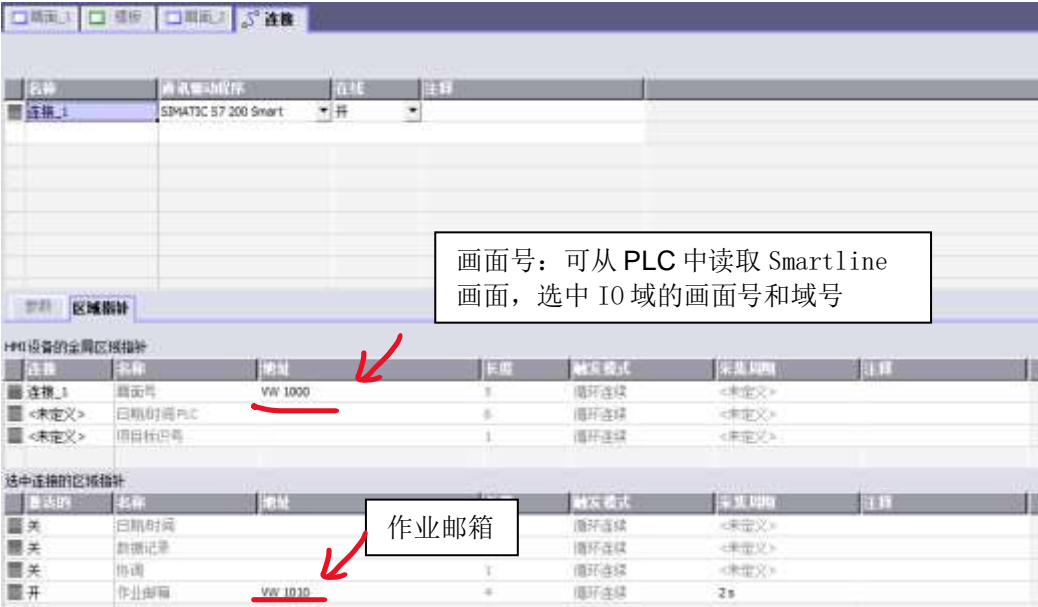 画面_1 模板 画面_2 连接
名称 通讯驱动程序 在线 注释
连接_1 SIMATIC S7 200 Smart 开
画面号：可从 PLC 中读取 Smartline
画面，选中 IO 域的画面号和域号
参数 区域指针
HMI设备的全局区域指针
连接 名称 地址 长度 触发模式 采集周期 注释
连接_1 画面号 VW 1000 5 循环连续 <未定义>
<未定义> 日期/时间 PLC 6 循环连续 <未定义>
<未定义> 项目标识号 1 循环连续 <未定义>
选中连接的区域指针
激活的 名称 地址 触发模式 采集周期 注释
作业邮箱
关 日期/时间 循环连续 <未定义>
关 数据记录 循环连续 <未定义>
关 协调 1 循环连续 <未定义>
开 作业邮箱 VW 1010 4 循环连续 2 s